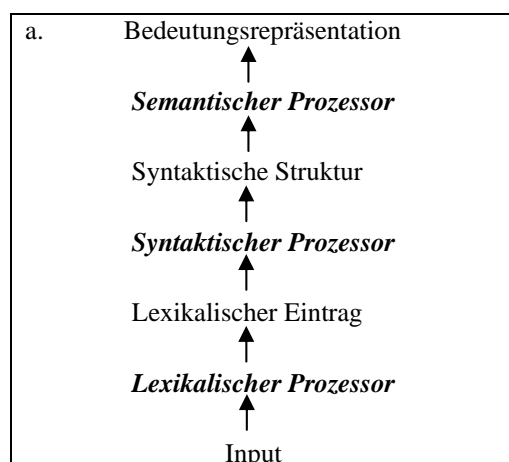 a. Bedeutungsrepräsentation
Semantischer Prozessor
Syntaktische Struktur
Syntaktischer Prozessor
Lexikalischer Eintrag
Lexikalischer Prozessor
Input